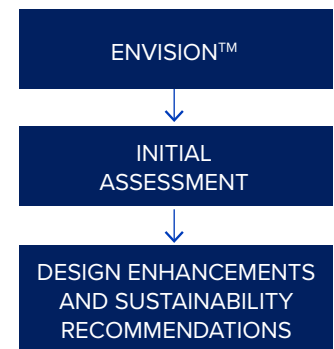 ENVISION™
INITIAL
ASSESSMENT
DESIGN ENHANCEMENTS
AND SUSTAINABILITY
RECOMMENDATIONS